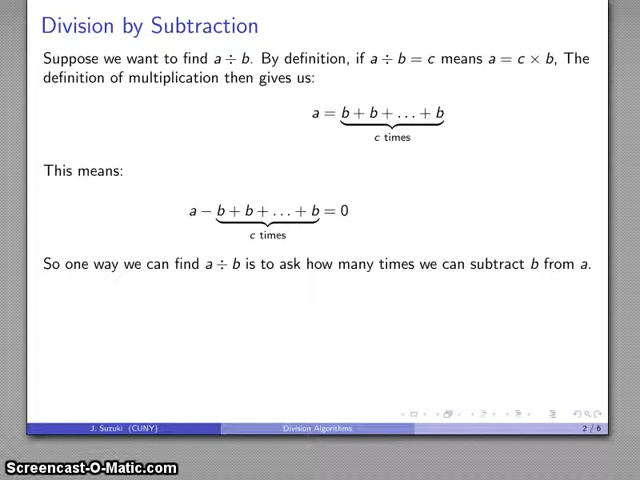 Division by Subtraction
Suppose we want to find a ÷ b. By definition, if a ÷ b = c means a = c × b, The
definition of multiplication then gives us:
a = b + b + . . . + b
c times
This means:
a − b + b + . . . + b = 0
c times
So one way we can find a ÷ b is to ask how many times we can subtract b from a.
J. Suzuki (CUNY)
Division Algorithms
2 / 6
Screencast-O-Matic.com